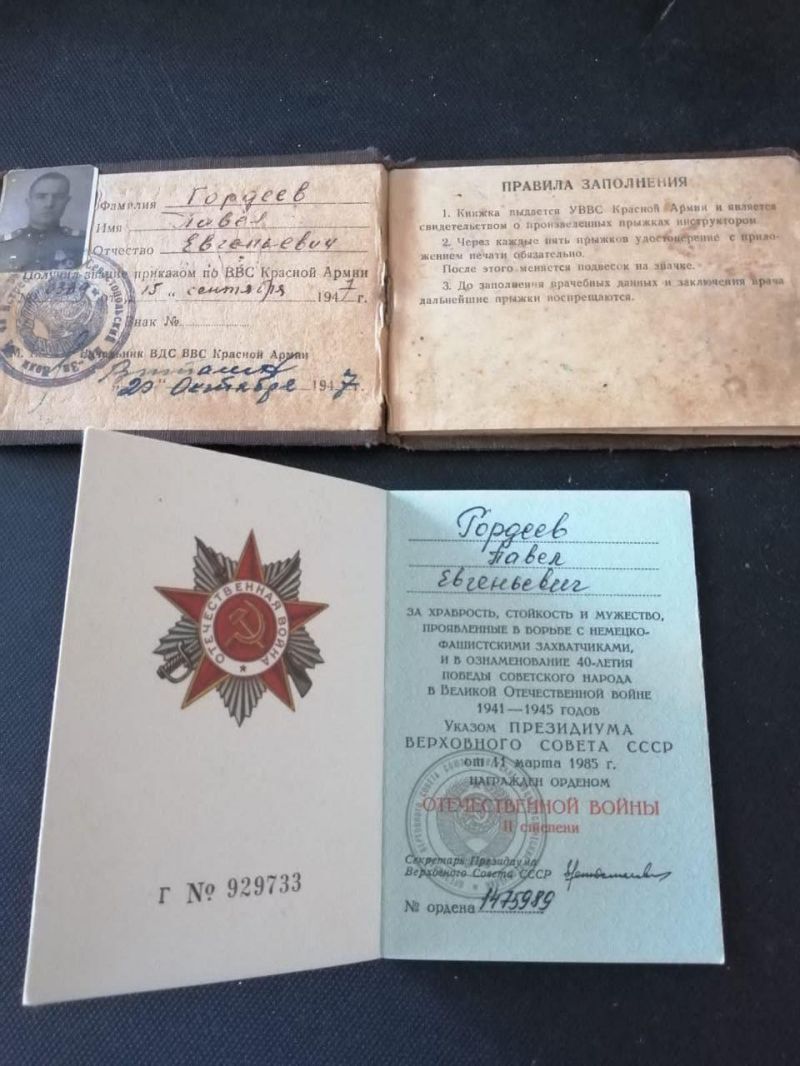 Фамилия Гордеев
Имя Павел
Отчество Евгеньевич
Получил звание приказом по ВВС Красной Армии
от "15" сентября 1947 г.
Знак №
Начальник ВДС ВВС Красной Армии
"20" Октября 1947 г.
ПРАВИЛА ЗАПОЛНЕНИЯ
1. Книжка выдается УВВС Красной Армии и является
свидетельством о произведенных прыжках инструктором
2. Через каждые пять прыжков удостоверение с прило-
жением печати обязательно.
После этого меняется подвесок на значке.
3. До заполнения врачебных данных и заключения врача
дальнейшие прыжки воспрещаются.
ОТЕЧЕСТВЕННАЯ ВОЙНА
Г № 929733
Гордеев
Павел
Евгеньевич
ЗА ХРАБРОСТЬ, СТОЙКОСТЬ И МУЖЕСТВО,
ПРОЯВЛЕННЫЕ В БОРЬБЕ С НЕМЕЦКО-
ФАШИСТСКИМИ ЗАХВАТЧИКАМИ,
И В ОЗНАМЕНОВАНИЕ 40-ЛЕТИЯ
ПОБЕДЫ СОВЕТСКОГО НАРОДА
В ВЕЛИКОЙ ОТЕЧЕСТВЕННОЙ ВОЙНЕ
1941—1945 ГОДОВ
УКАЗОМ ПРЕЗИДИУМА
ВЕРХОВНОГО СОВЕТА СССР
от 11 марта 1985 г.
НАГРАЖДЕН ОРДЕНОМ
ОТЕЧЕСТВЕННОЙ ВОЙНЫ
II степени
Секретарь Президиума
Верховного Совета СССР
№ ордена 1475989